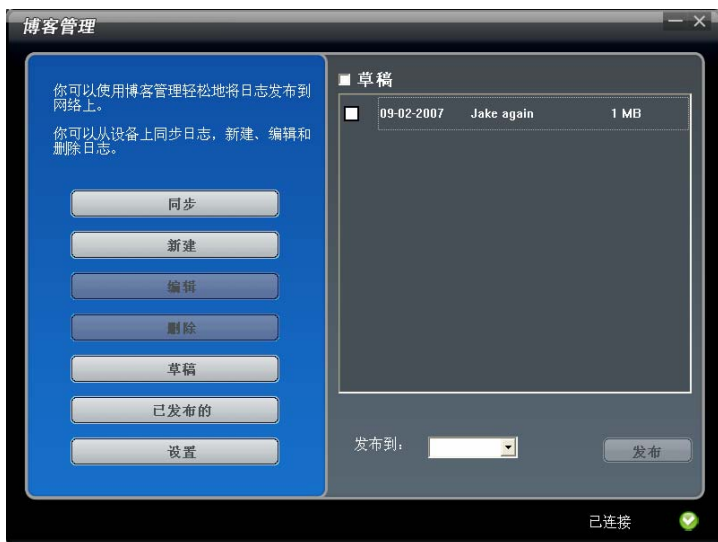 博客管理
你可以使用博客管理轻松地将日志发布到
网络上。
你可以从设备上同步日志，新建、编辑和
删除日志。
同步
新建
编辑
删除
草稿
已发布的
设置
草稿
09-02-2007 Jake again 1 MB
发布到：
发布
已连接